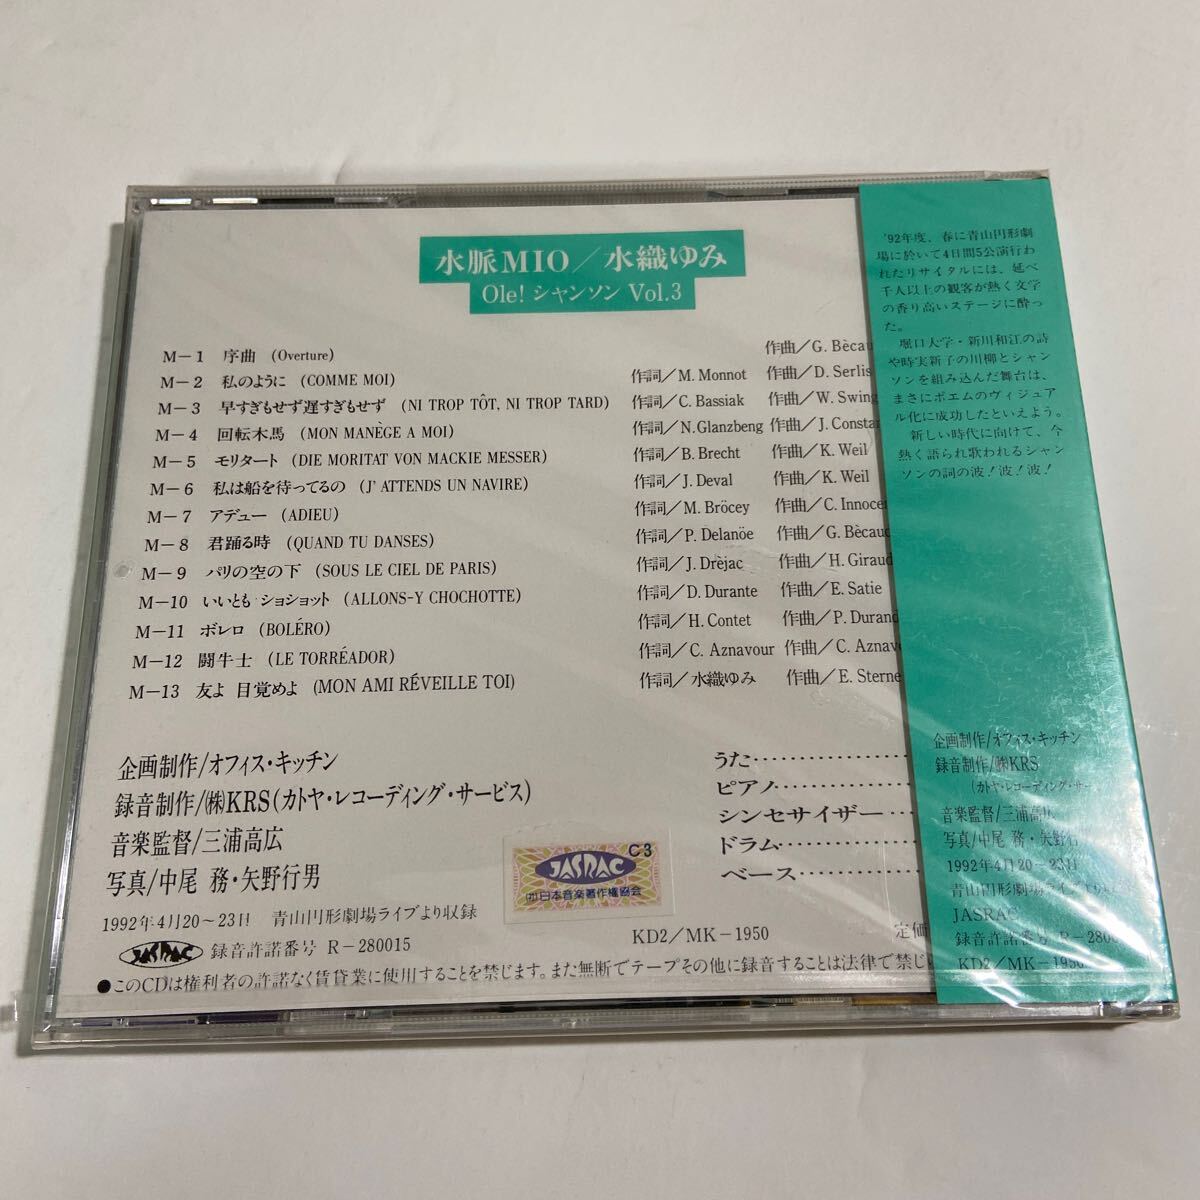 水脈MIO／水織ゆみ
Ole! シャンソン Vol.3
M－1 序曲 (Overture) 作曲／G. Bècau
M－2 私のように (COMME MOI) 作詞／M. Monnot 作曲／D. Serlis
M－3 早すぎもせず遅すぎもせず (NI TROP TÔT, NI TROP TARD) 作詞／C. Bassiak 作曲／W. Swing
M－4 回転木馬 (MON MANÈGE A MOI) 作詞／N.Glanzbeng 作曲／J. Constan
M－5 モリタート (DIE MORITAT VON MACKIE MESSER) 作詞／B. Brecht 作曲／K. Weil
M－6 私は船を待ってるの (J' ATTENDS UN NAVIRE) 作詞／J. Deval 作曲／K. Weil
M－7 アデュー (ADIEU) 作詞／M. Bröcey 作曲／C. Innocen
M－8 君踊る時 (QUAND TU DANSES) 作詞／P. Delanöe 作曲／G. Bècaud
M－9 パリの空の下 (SOUS LE CIEL DE PARIS) 作詞／J. Drèjac 作曲／H. Giraud
M－10 いいとも ショショット (ALLONS-Y CHOCHOTTE) 作詞／D. Durante 作曲／E. Satie
M－11 ボレロ (BOLÉRO) 作詞／H. Contet 作曲／P. Durand
M－12 闘牛士 (LE TORRÉADOR) 作詞／C. Aznavour 作曲／C. Aznavo
M－13 友よ 目覚めよ (MON AMI RÉVEILLE TOI) 作詞／水織ゆみ 作曲／E. Sterne
企画制作/オフィス・キッチン
録音制作/㈱KRS(カトヤ・レコーディング・サービス)
音楽監督/三浦高広
写真/中尾 務・矢野行男
1992年4月20～23日 青山円形劇場ライブより収録
JASRAC 録音許諾番号 R－280015
うた
ピアノ
シンセサイザー
ドラム
ベース
C3
JASRAC
㈳日本音楽著作権協会
KD2／MK－1950 定価
●このCDは権利者の許諾なく賃貸業に使用することを禁じます。また無断でテープその他に録音することは法律で禁じ
'92年度、春に青山円形劇
場に於いて4日間5公演行わ
れたリサイタルには、延べ
千人以上の観客が熱く文学
の香り高いステージに酔っ
た。
堀口大学・新川和江の詩
や時実新子の川柳とシャン
ソンを組み込んだ舞台は、
まさにポエムのヴィジュア
ル化に成功したといえよう。
新しい時代に向けて、今
熱く語られ歌われるシャン
ソンの詞の波！波！波！
企画制作/オフィス・キッチン
録音制作/㈱KRS
(カトヤ・レコーディング・サー
音楽監督/三浦高広
写真/中尾 務・矢野行
1992年4月20～23日
青山円形劇場ライブより
JASRAC
録音許諾番号 R－2800
KD2／MK－1950